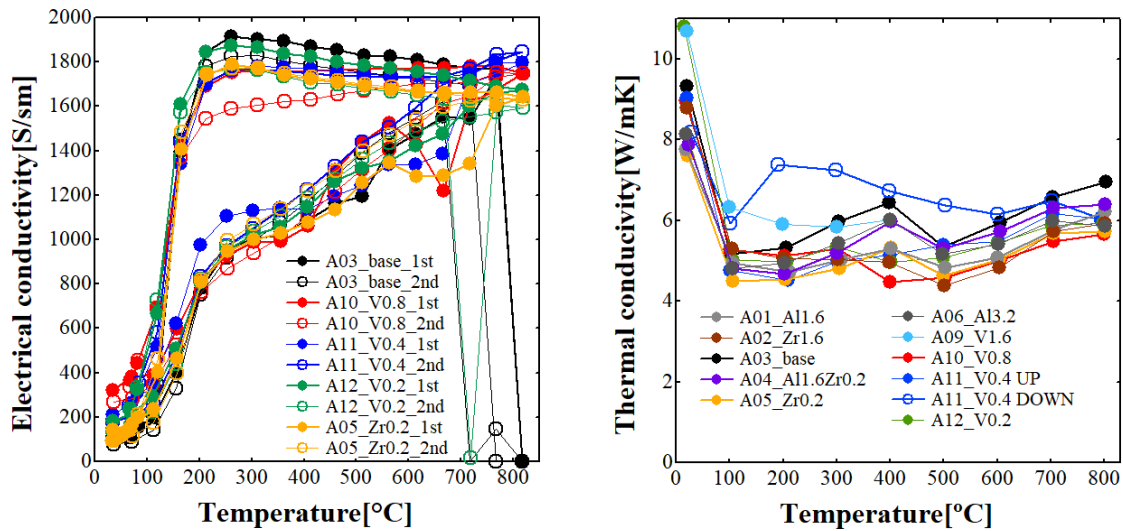 Electrical conductivity[S/sm]
2000
1800
1600
1400
1200
1000
800
600
400
200
0
A03_base_1st
A03_base_2nd
A10_V0.8_1st
A10_V0.8_2nd
A11_V0.4_1st
A11_V0.4_2nd
A12_V0.2_1st
A12_V0.2_2nd
A05_Zr0.2_1st
A05_Zr0.2_2nd
0 100 200 300 400 500 600 700 800
Temperature[°C]
Thermal conducivity[W/mK]
10
8
6
4
2
0
A01_Al1.6
A02_Zr1.6
A03_base
A04_Al1.6Zr0.2
A05_Zr0.2
A06_Al3.2
A09_V1.6
A10_V0.8
A11_V0.4 UP
A11_V0.4 DOWN
A12_V0.2
0 100 200 300 400 500 600 700 800
Temperature[°C]